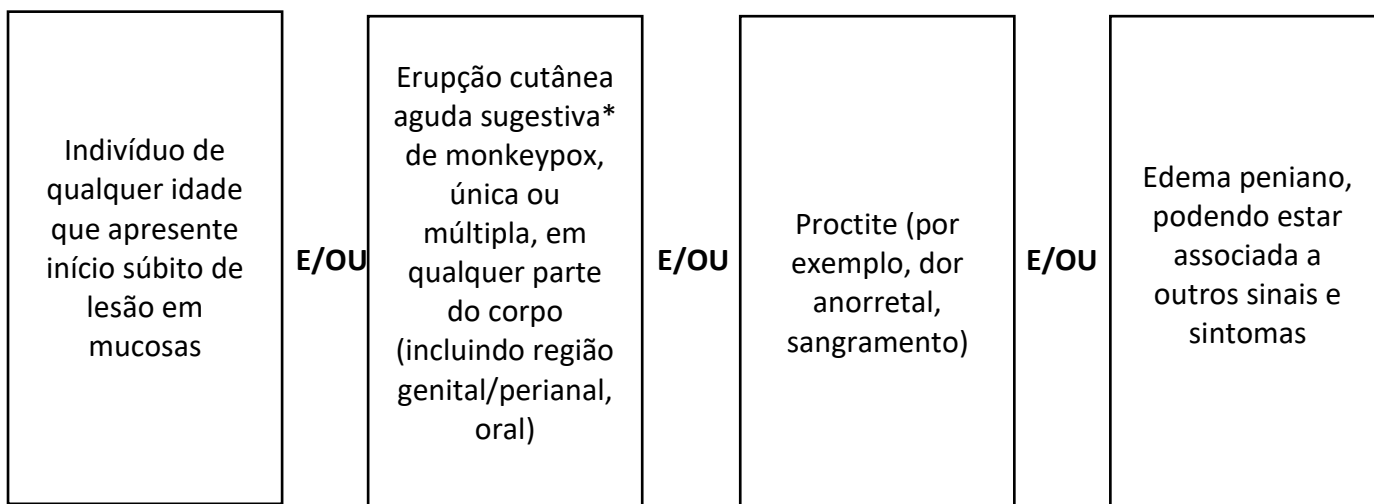 Indivíduo de
qualquer idade
que apresente
início súbito de
lesão em
mucosas
E/OU
Erupção cutânea
aguda sugestiva*
de monkeypox,
única ou
múltipla, em
qualquer parte
do corpo
(incluindo região
genital/perianal,
oral)
E/OU
Proctite (por
exemplo, dor
anorretal,
sangramento)
E/OU
Edema peniano,
podendo estar
associada a
outros sinais e
sintomas